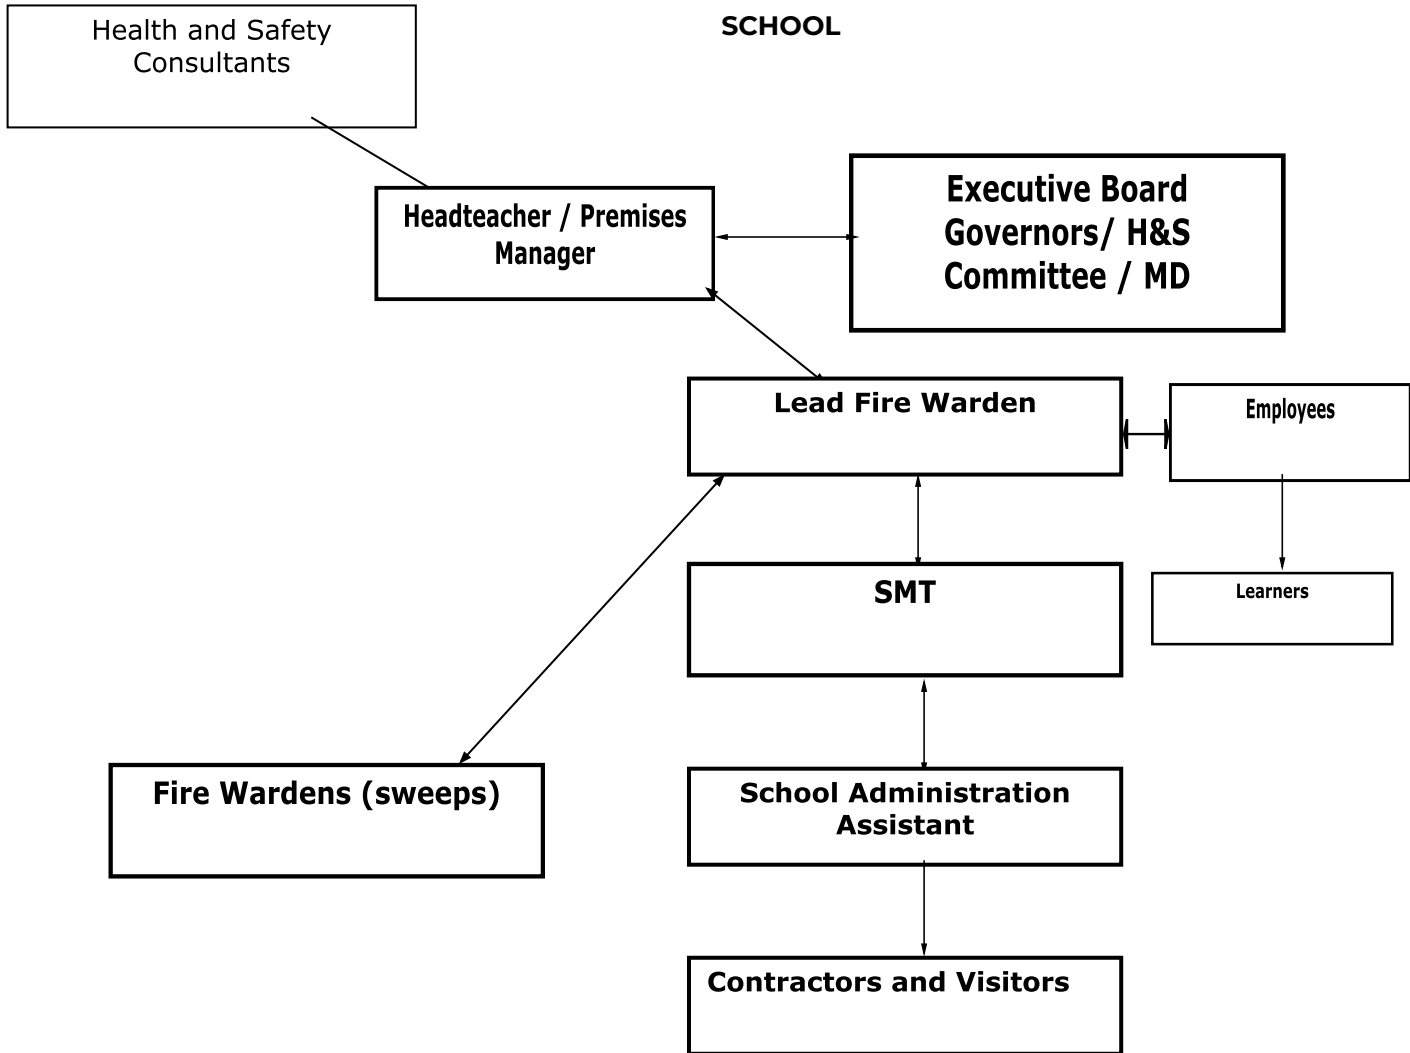 SCHOOL
Health and Safety
Consultants
Headteacher / Premises
Manager
Executive Board
Governors/ H&S
Committee / MD
Lead Fire Warden
Employees
SMT
Learners
Fire Wardens (sweeps)
School Administration
Assistant
Contractors and Visitors